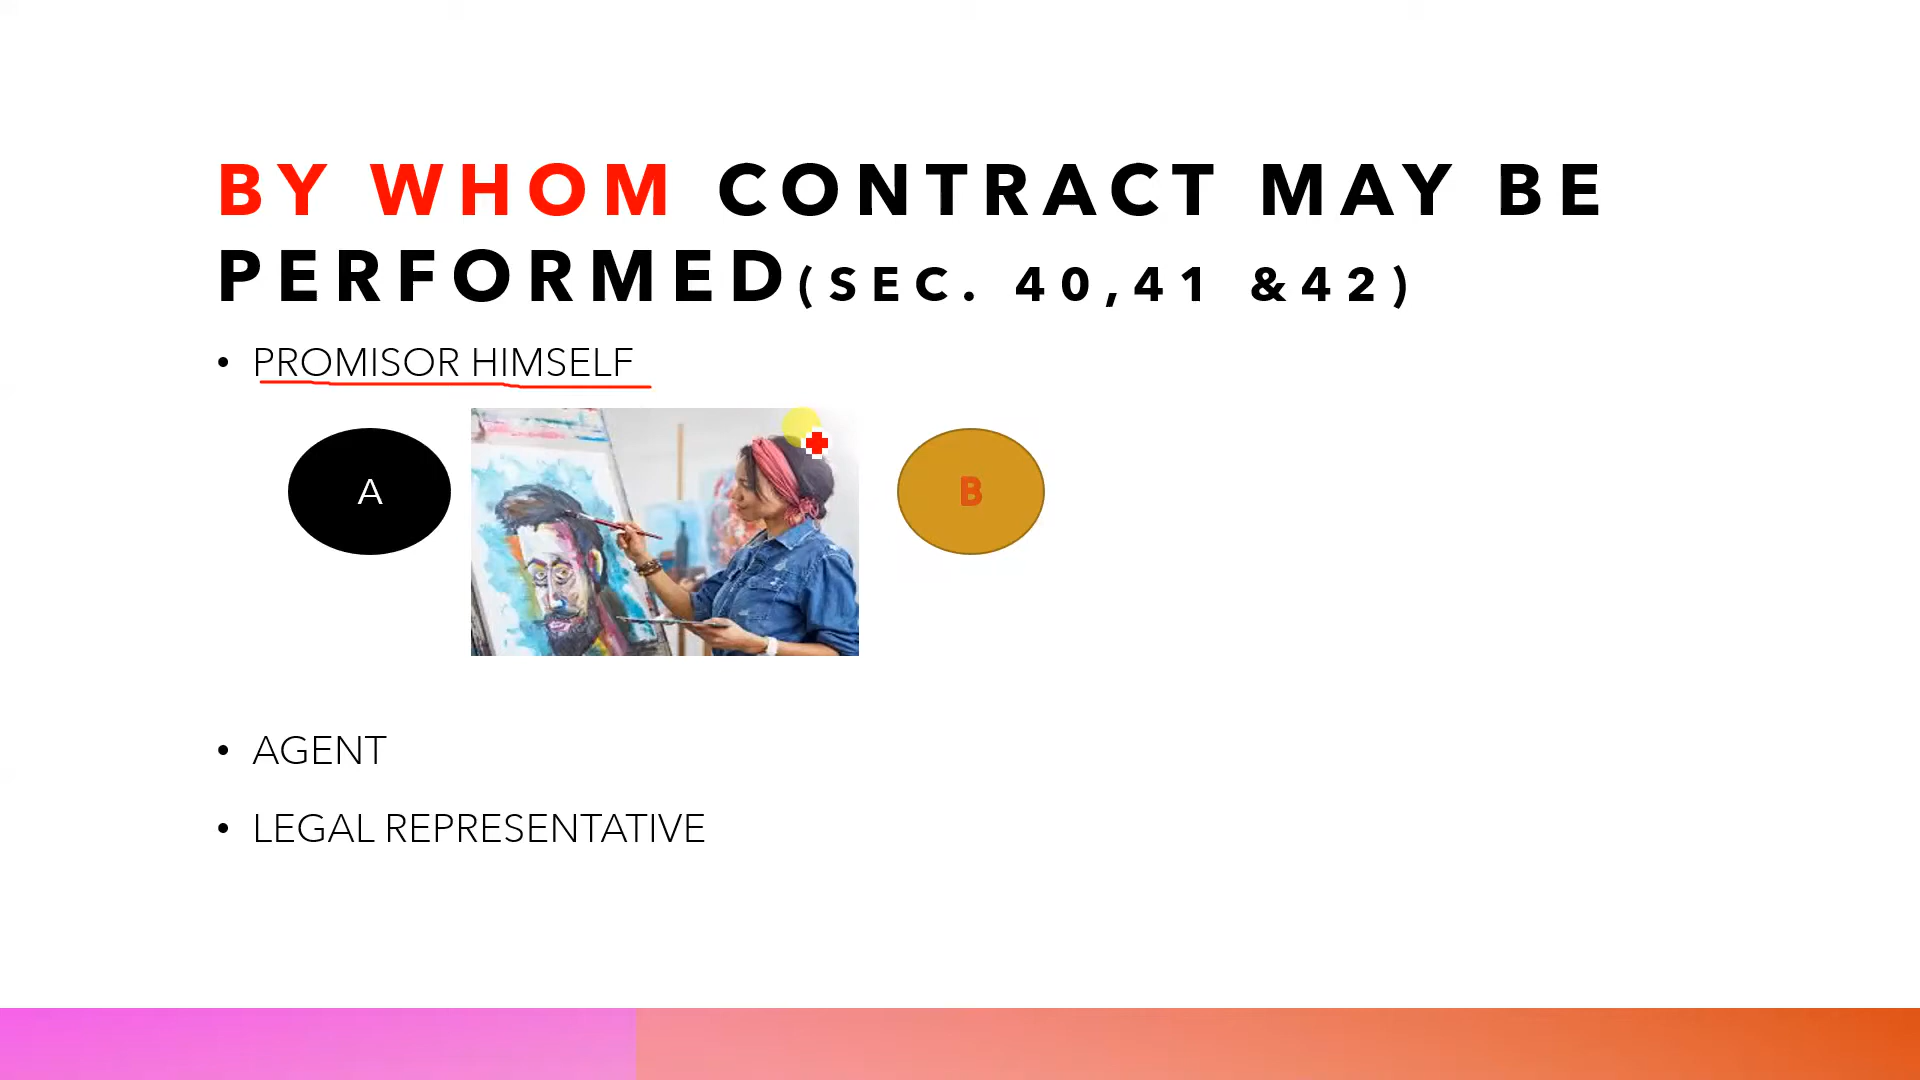 BY WHOM CONTRACT MAY BE
PERFORMED(SEC. 40,41 &42)
• PROMISOR HIMSELF
A
B
• AGENT
• LEGAL REPRESENTATIVE